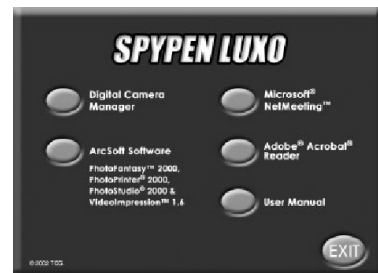 SPYPEN LUXO
Digital Camera
Manager
Microsoft®
NetMeeting™
ArcSoft Software
PhotoFantasy™ 2000,
PhotoPrinter® 2000,
PhotoStudio® 2000 &
VideoImpression™ 1.6
Adobe® Acrobat®
Reader
User Manual
EXIT
© 2002